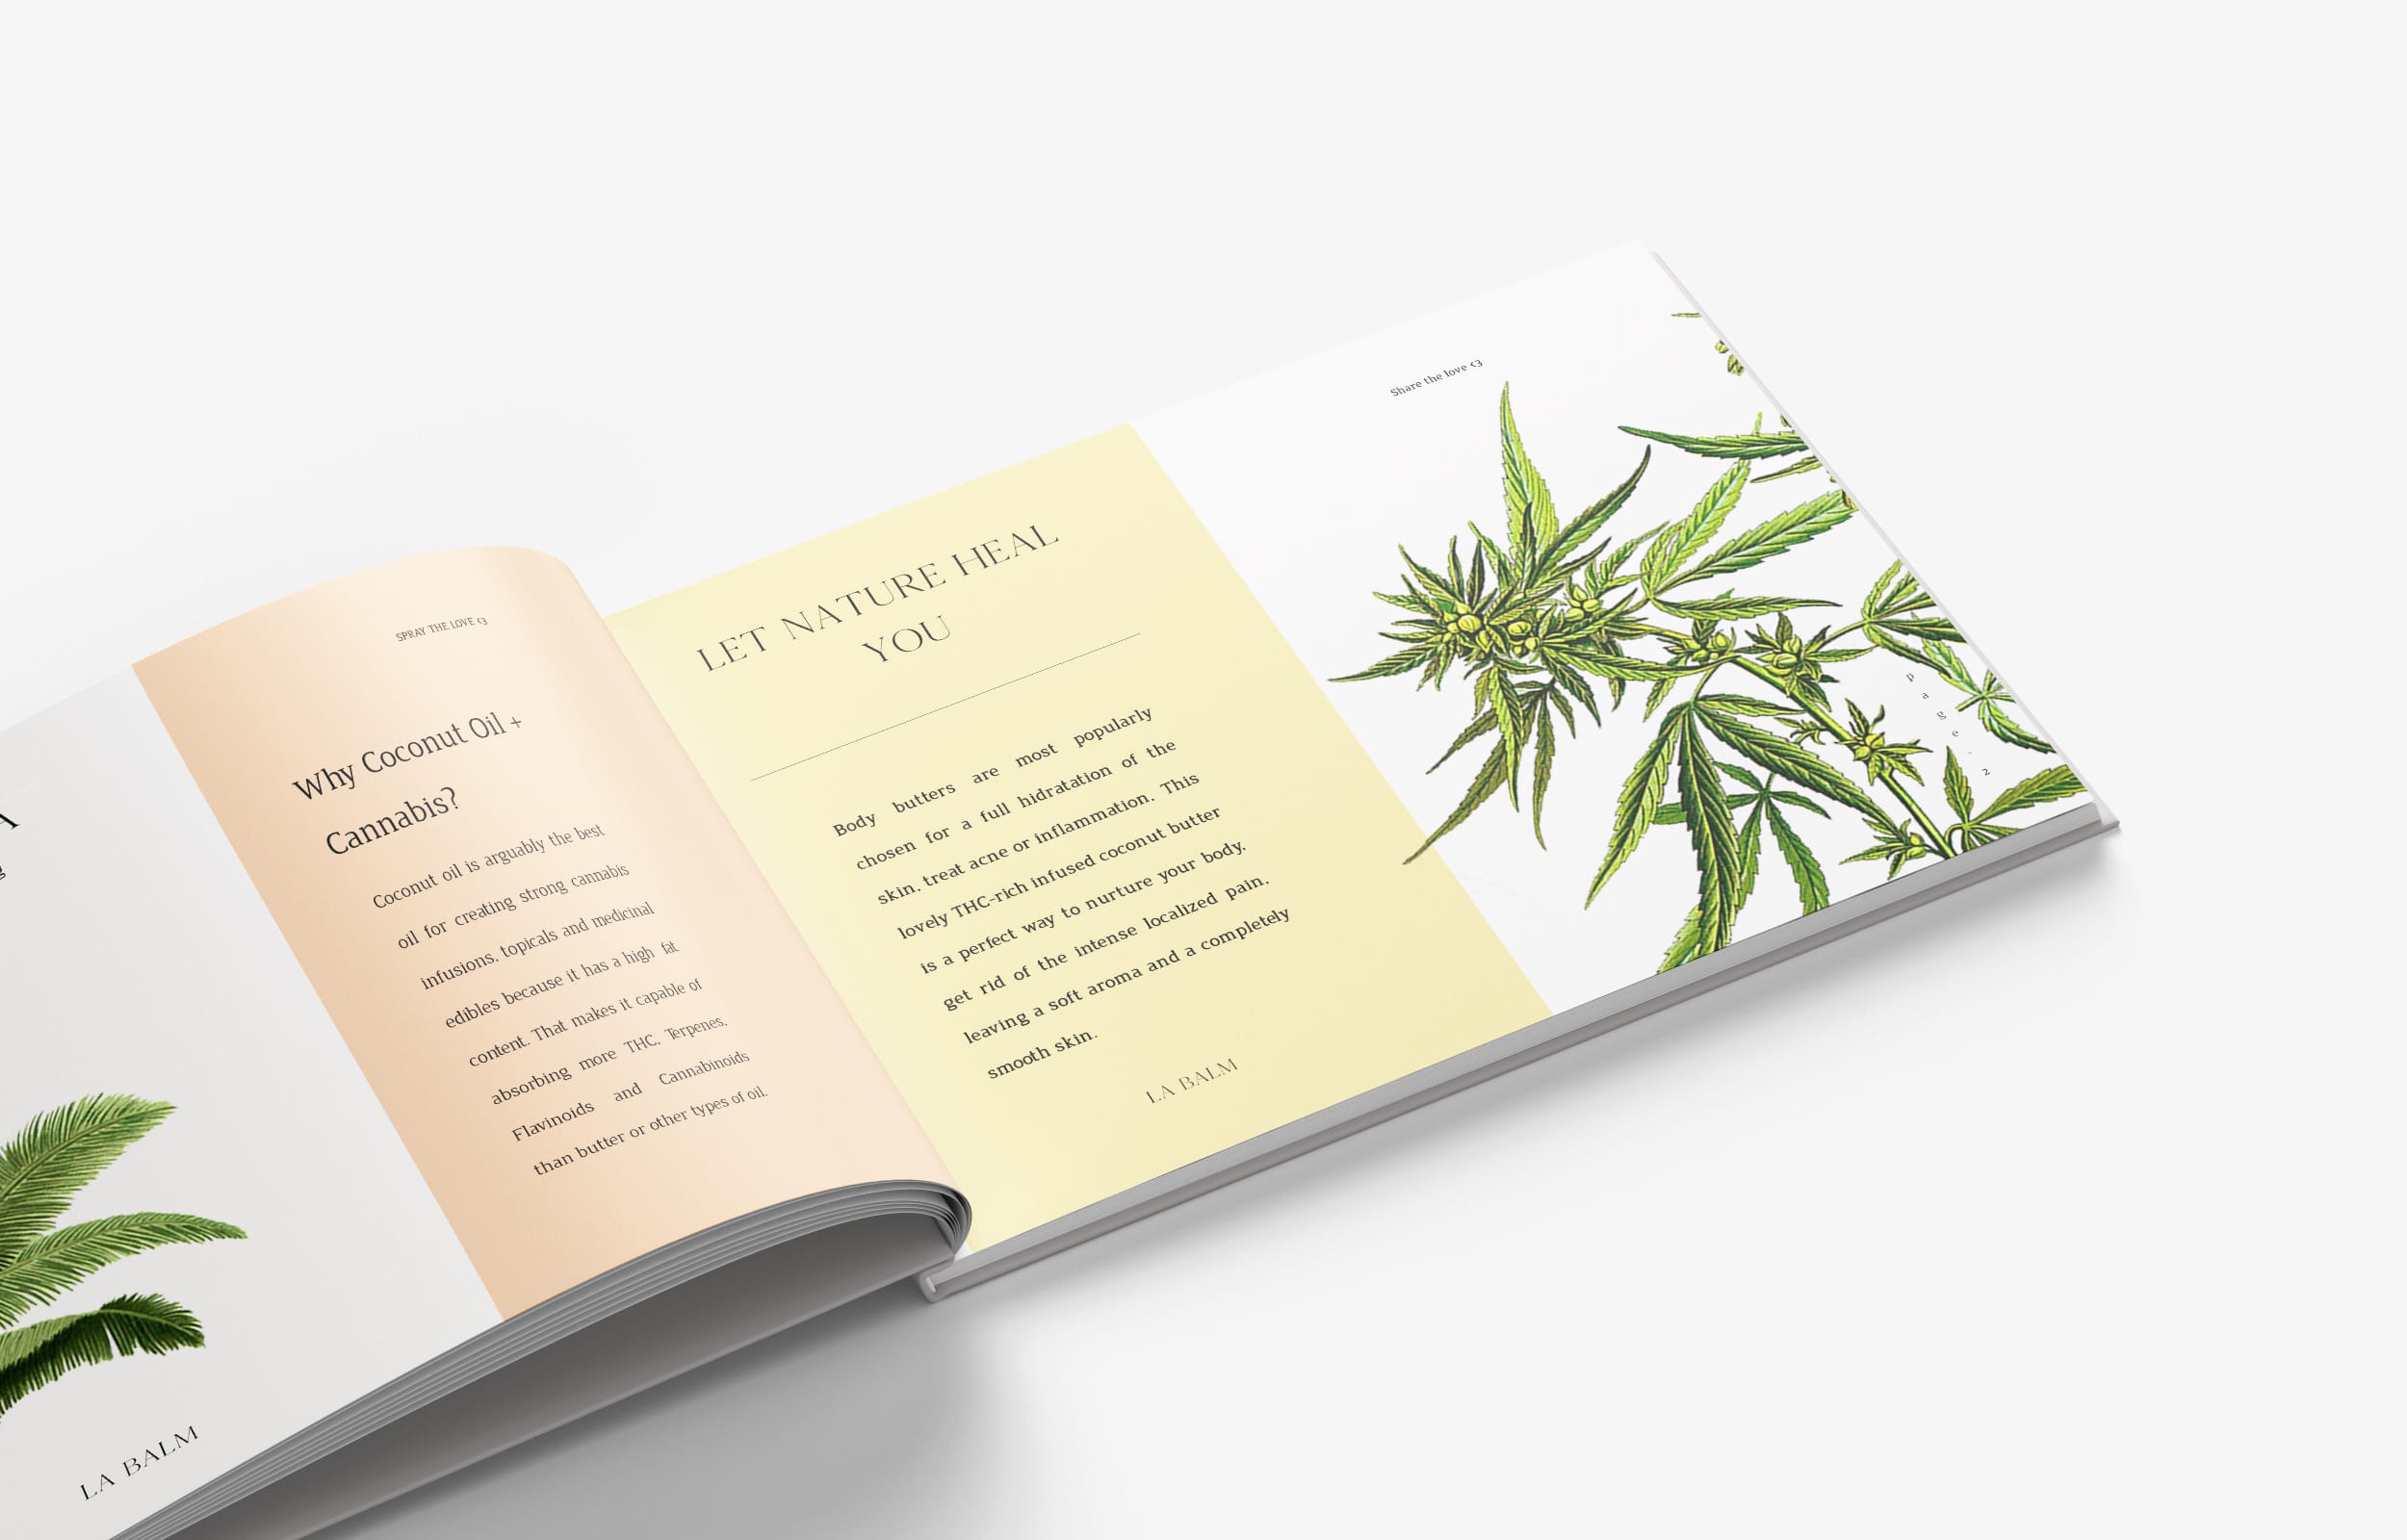 A
g
LA BALM
SPRAY THE LOVE <3
Why Coconut Oil +
Cannabis?
Coconut oil is arguably the best
oil for creating strong cannabis
infusions, topicals and medicinal
edibles because it has a high fat
content. That makes it capable of
absorbing more THC, Terpenes,
Flavinoids and Cannabinoids
than butter or other types of oil.
LET NATURE HEAL
YOU
Body butters are most popularly
chosen for a full hidratation of the
skin. treat acne or inflammation. This
lovely THC-rich infused coconut butter
is a perfect way to nurture your body.
get rid of the intense localized pain.
leaving a soft aroma and a completely
smooth skin.
LA BALM
Share the love <3
page. 2